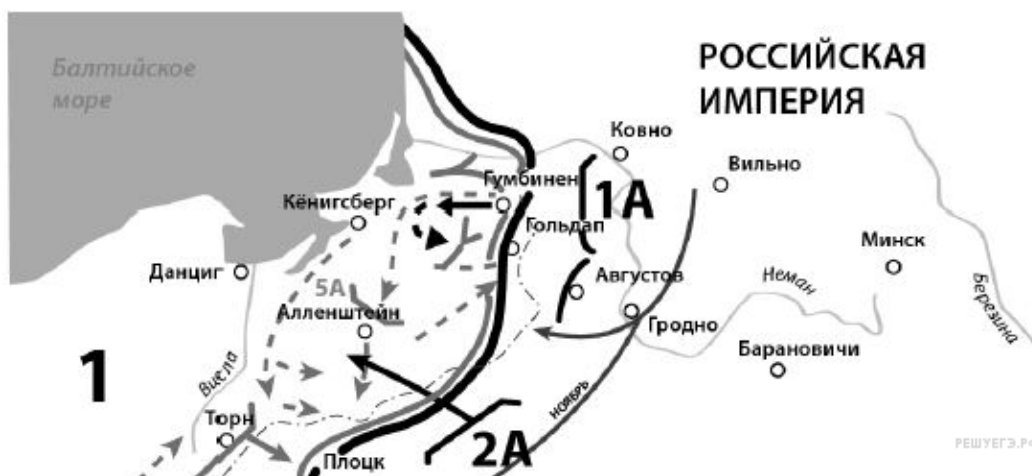 Балтийское
море
РОССИЙСКАЯ
ИМПЕРИЯ
Ковно
Вильно
Гумбинен
1А
Кёнигсберг
Гольдап
Минск
Данциг
Августов
Неман
5А
Березина
Алленштейн
Гродно
Барановичи
1
Висла
НОЯБРЬ
Торн
2А
Плоцк
РЕШУЕГЭ.РФ